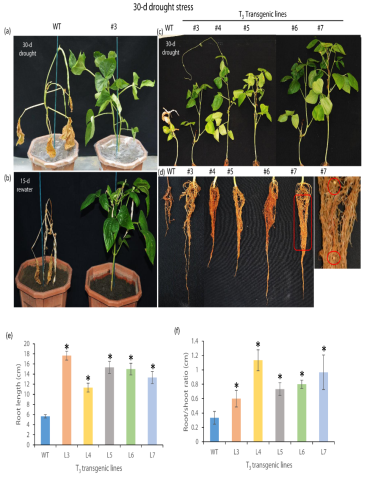 30-d drought stress
WT #3
T3 Transgenic lines
(a)
30-d
drought
(c)
WT #3 #4 #5 #6 #7
30-d
drought
(b)
15-d
rewater
(d)
WT #3 #4 #5 #6 #7 #7
(e)
Root length (cm)
20
18
16
14
12
10
8
6
4
2
0
* * * * *
WT L3 L4 L5 L6 L7
T3 transgenic lines
(f)
Root/shoot ratio (cm)
1.4
1.2
1
0.8
0.6
0.4
0.2
0
* * * * *
WT L3 L4 L5 L6 L7
T3 transgenic lines